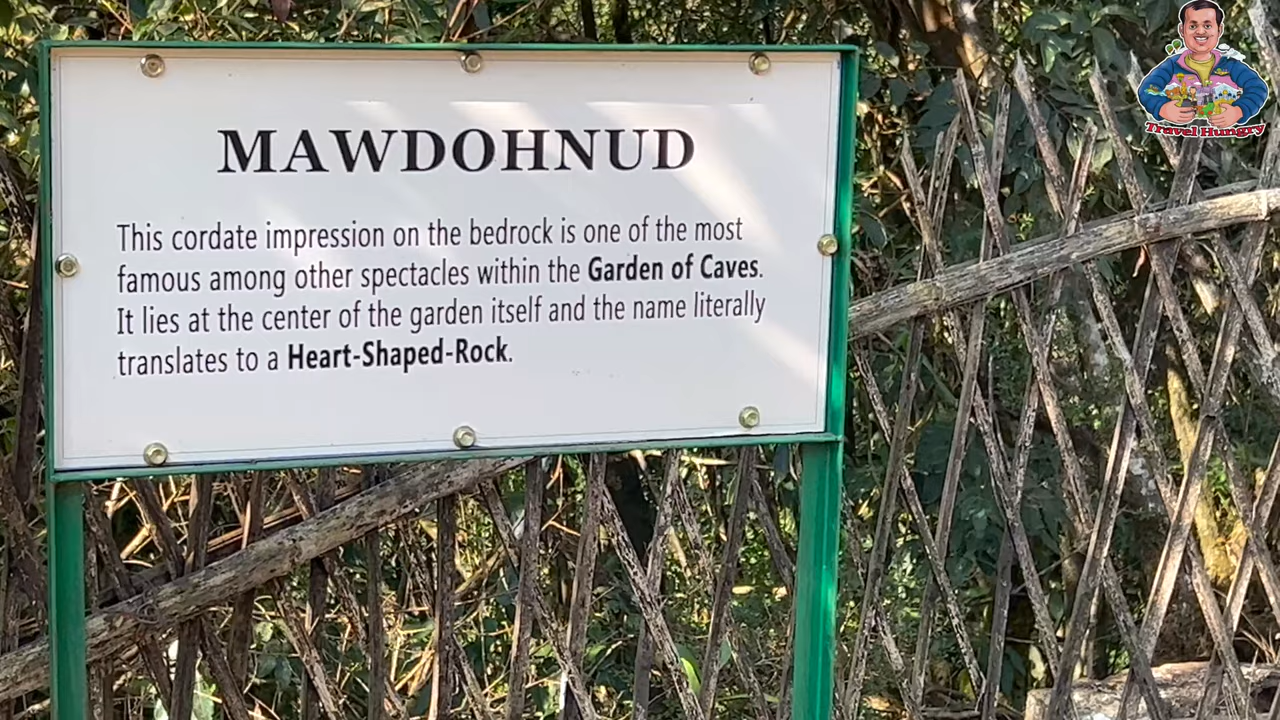 MAWDOHNUD
This cordate impression on the bedrock is one of the most
famous among other spectacles within the Garden of Caves.
It lies at the center of the garden itself and the name literally
translates to a Heart-Shaped-Rock.
Travel Hungry